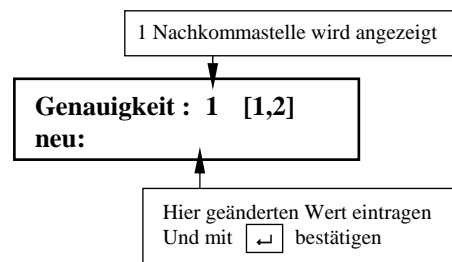 1 Nachkommastelle wird angezeigt
Genauigkeit : 1 [1,2]
neu:
Hier geänderten Wert eintragen
Und mit ↵ bestätigen